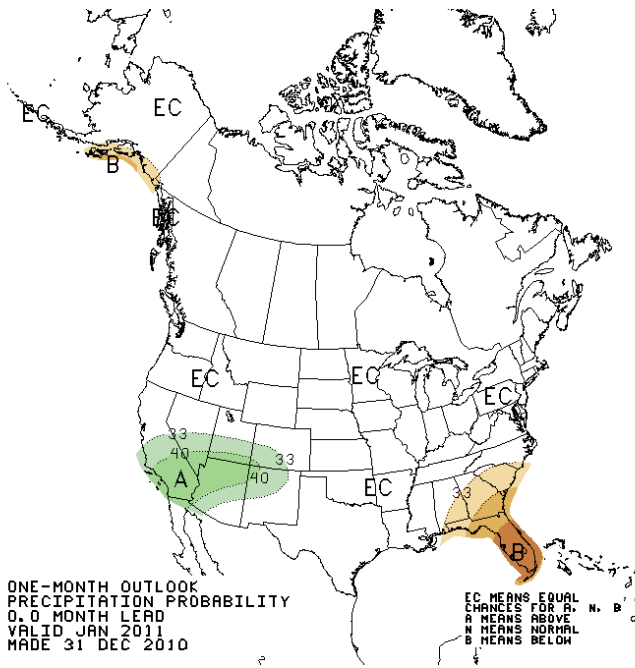 EC
EC
B
EC
EC
EC
EC
33
40
A
33
40
EC
33
B
ONE-MONTH OUTLOOK
PRECIPITATION PROBABILITY
0.0 MONTH LEAD
VALID JAN 2011
MADE 31 DEC 2010
EC MEANS EQUAL
CHANCES FOR A, N, B
A MEANS ABOVE
N MEANS NORMAL
B MEANS BELOW